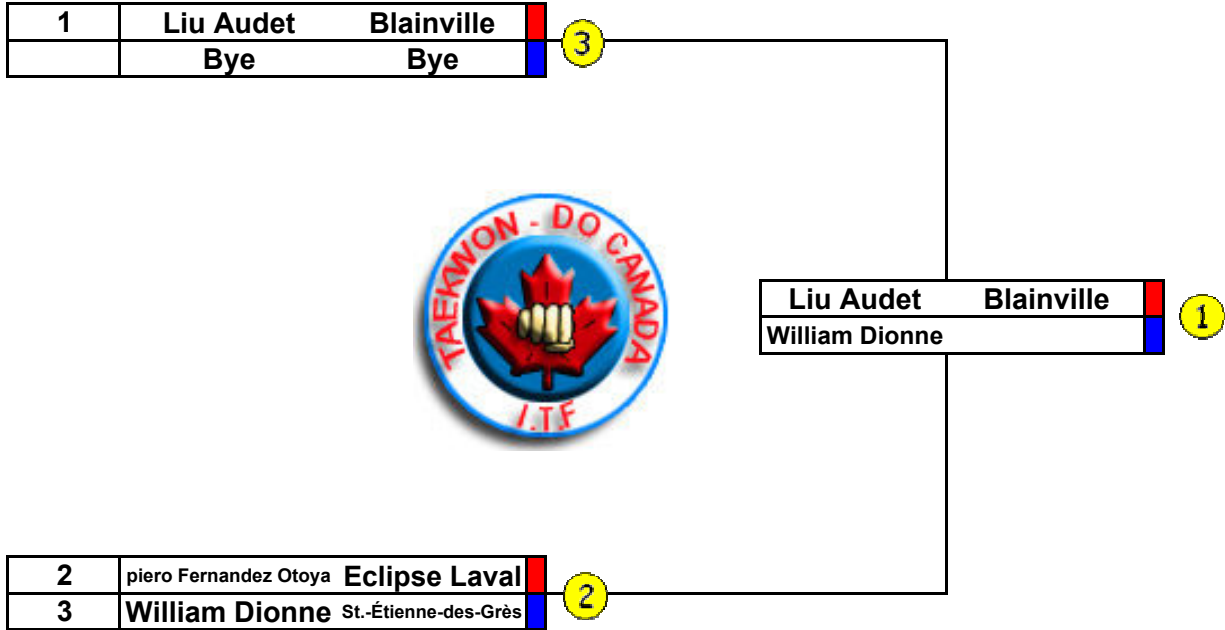 1 Liu Audet Blainville
Bye Bye
3
TAEKWON - DO CANADA
I.T.F
Liu Audet Blainville
William Dionne
1
2 piero Fernandez Otoya Eclipse Laval
3 William Dionne St.-Étienne-des-Grès
2